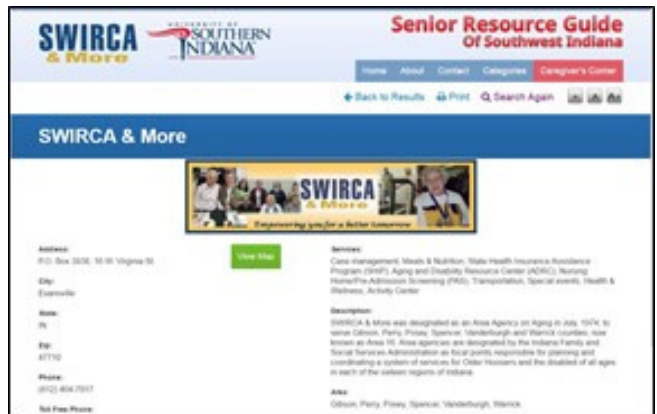 SWIRCA
& More
UNIVERSITY OF
SOUTHERN
INDIANA
Senior Resource Guide
Of Southwest Indiana
Home About Contact Categories Caregiver's Corner
Back to Results Print Search Again
SWIRCA & More
SWIRCA
& More
Empowering you for a better tomorrow
Address:
P.O. Box 3938, 16 W. Virginia St.
View Map
City:
Evansville
State:
IN
Zip:
47710
Phone:
(812) 464-7817
Toll Free Phone:
Services:
Case management, Meals & Nutrition, State Health Insurance Assistance
Program (SHIP), Aging and Disability Resource Center (ADRC), Nursing
Home/Pre-Admission Screening (PAS), Transportation, Special events, Health &
Wellness, Activity Center
Description:
SWIRCA & More was designated as an Area Agency on Aging in July, 1974, to
serve Gibson, Perry, Posey, Spencer, Vanderburgh and Warrick counties, now
known as Area 16. Area agencies are designated by the Indiana Family and
Social Services Administration as focal points responsible for planning and
coordinating a system of services for Older Hoosiers and the disabled of all ages
in each of the sixteen regions of Indiana.
Area:
Gibson, Perry, Posey, Spencer, Vanderburgh, Warrick